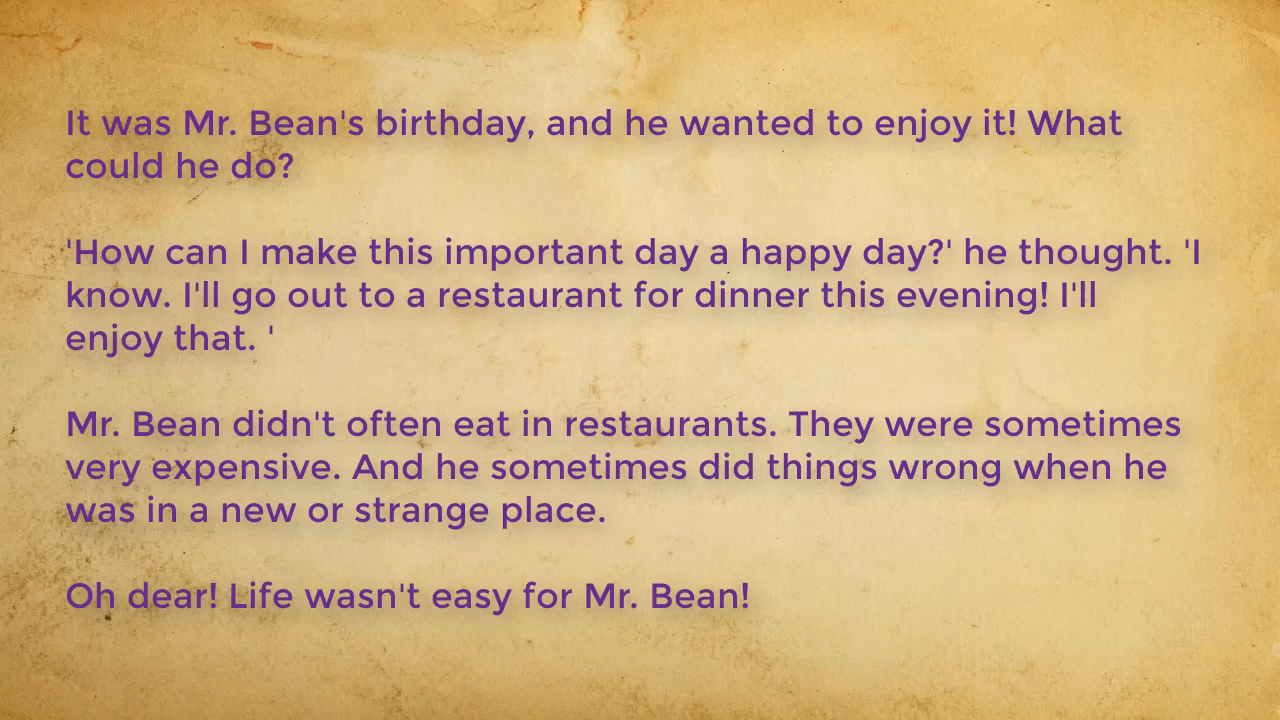 It was Mr. Bean's birthday, and he wanted to enjoy it! What
could he do?
'How can I make this important day a happy day?' he thought. 'I
know. I'll go out to a restaurant for dinner this evening! I'll
enjoy that. '
Mr. Bean didn't often eat in restaurants. They were sometimes
very expensive. And he sometimes did things wrong when he
was in a new or strange place.
Oh dear! Life wasn't easy for Mr. Bean!